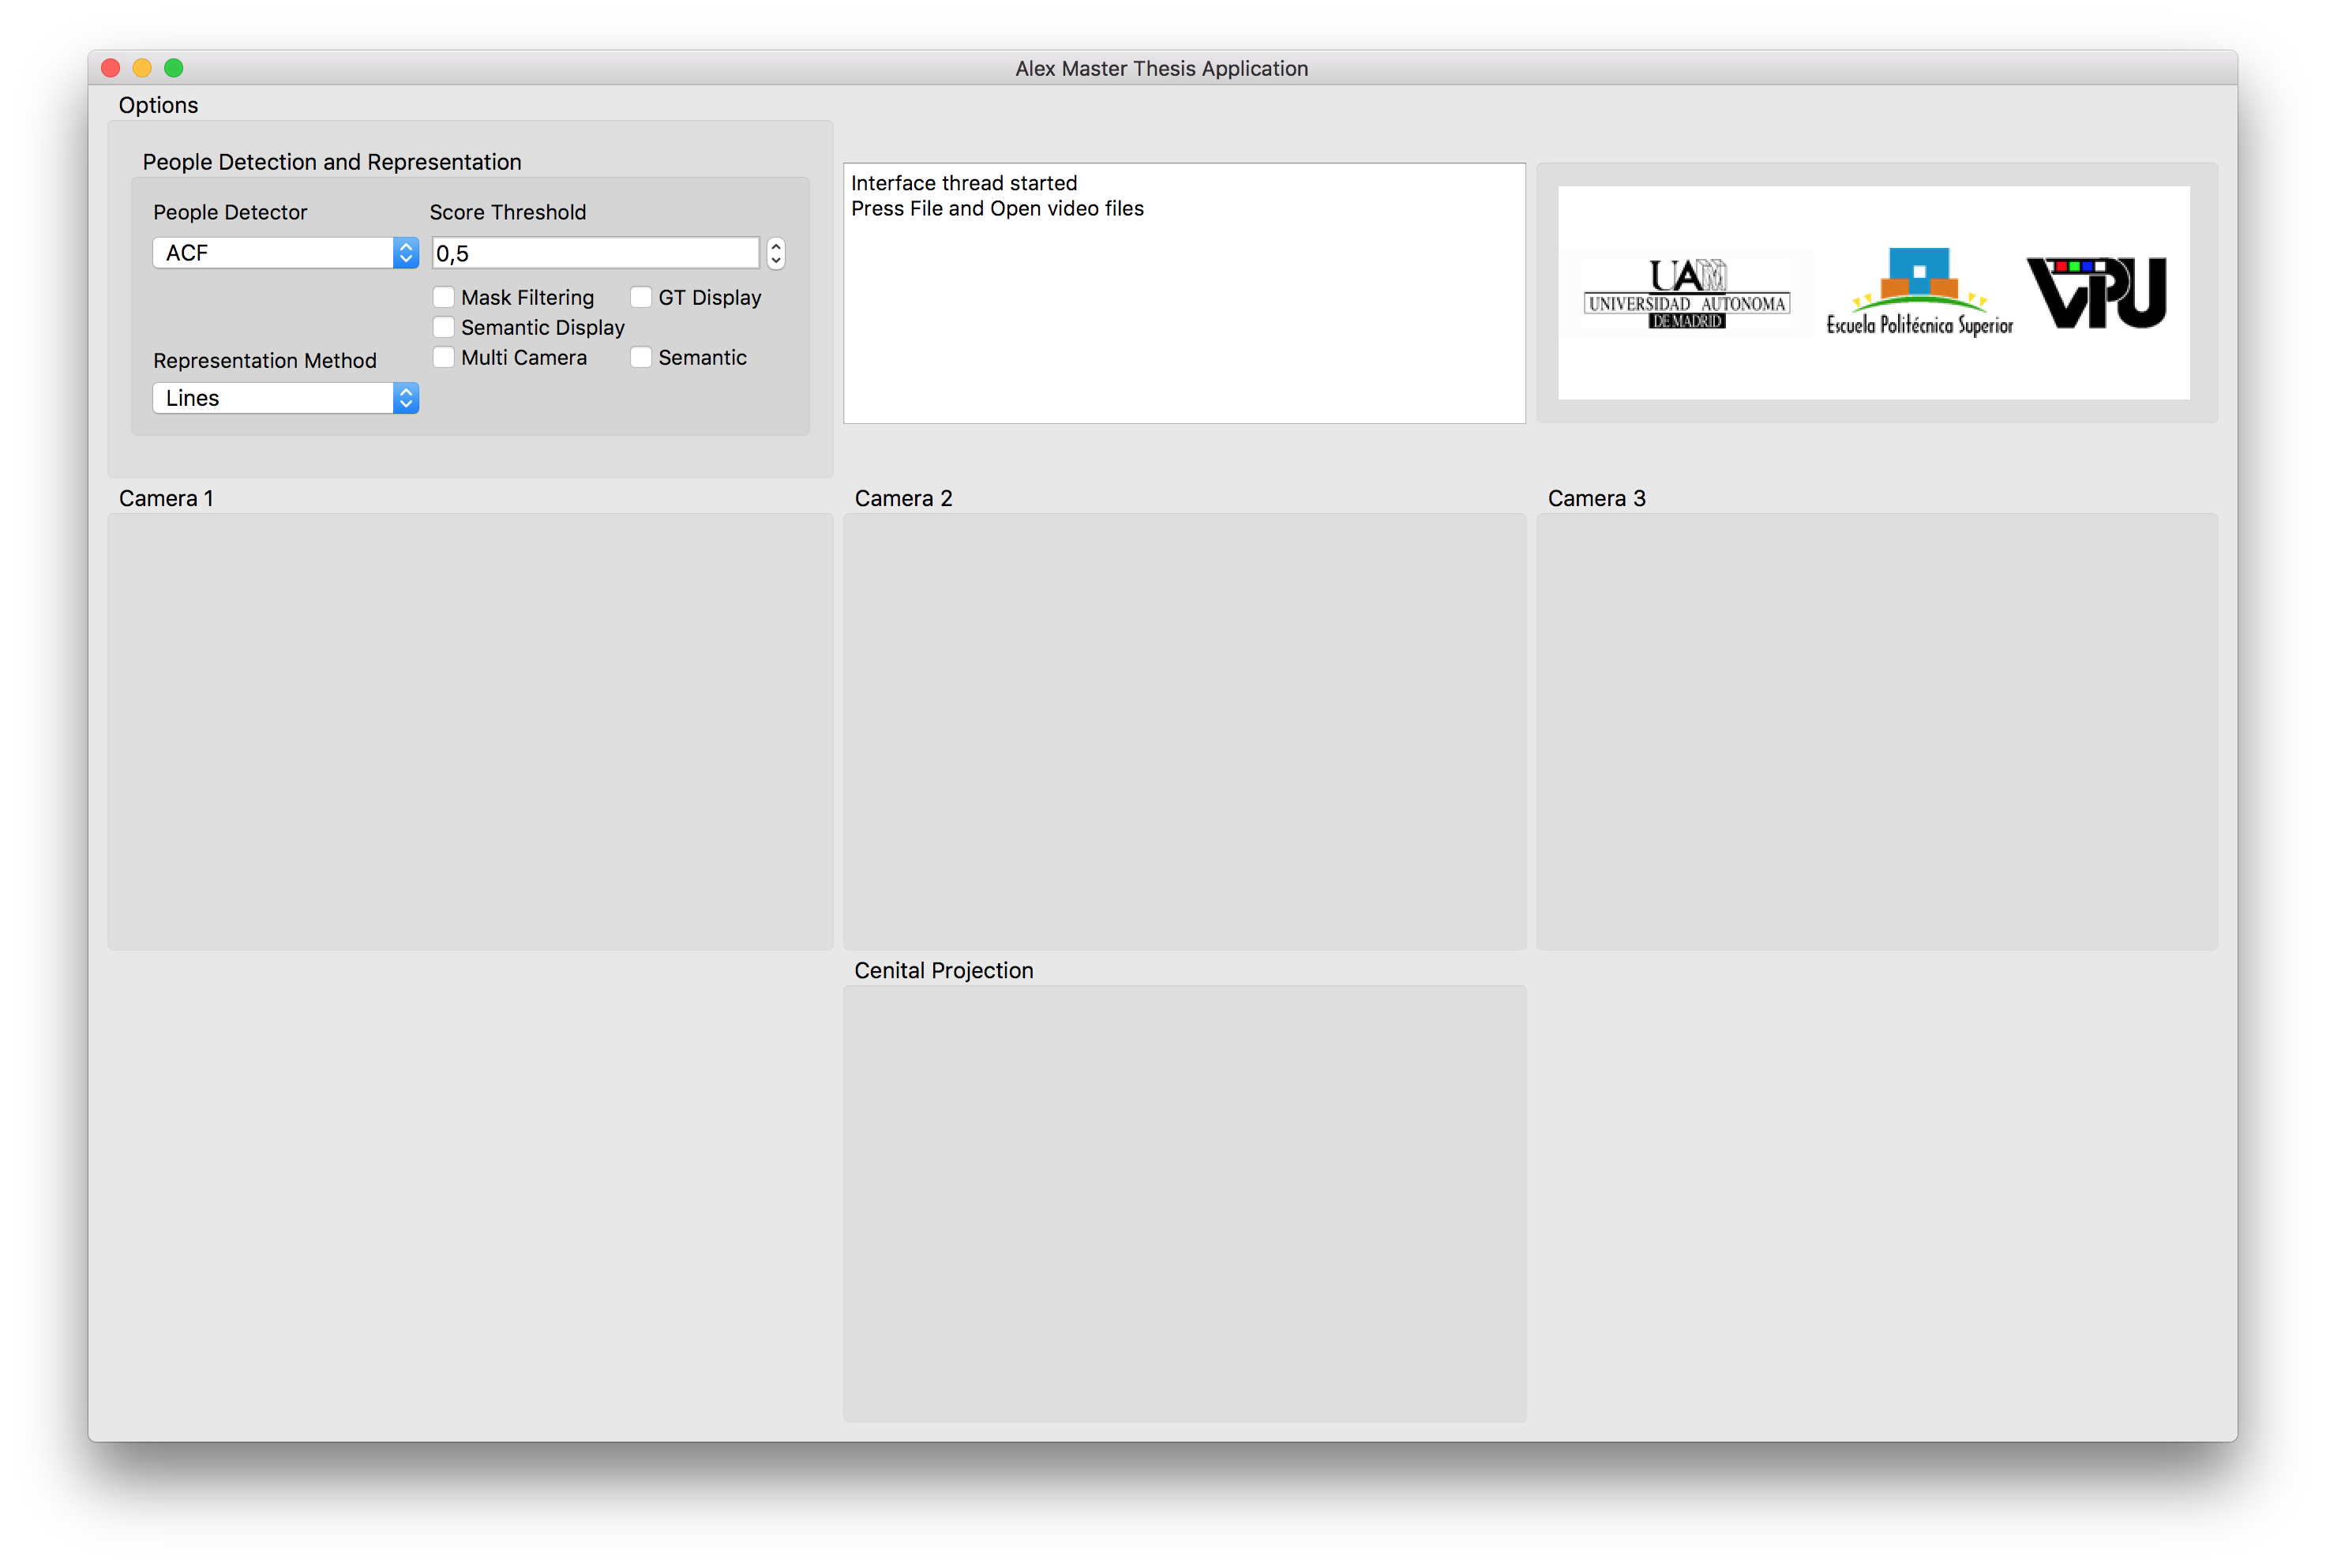 Alex Master Thesis Application
Options
People Detection and Representation
People Detector
Score Threshold
ACF
0,5
Mask Filtering
GT Display
Semantic Display
Multi Camera
Semantic
Representation Method
Lines
Interface thread started
Press File and Open video files
UAM
UNIVERSIDAD AUTONOMA
DE MADRID
Escuela Politécnica Superior
VPU
Camera 1
Camera 2
Camera 3
Cenital Projection